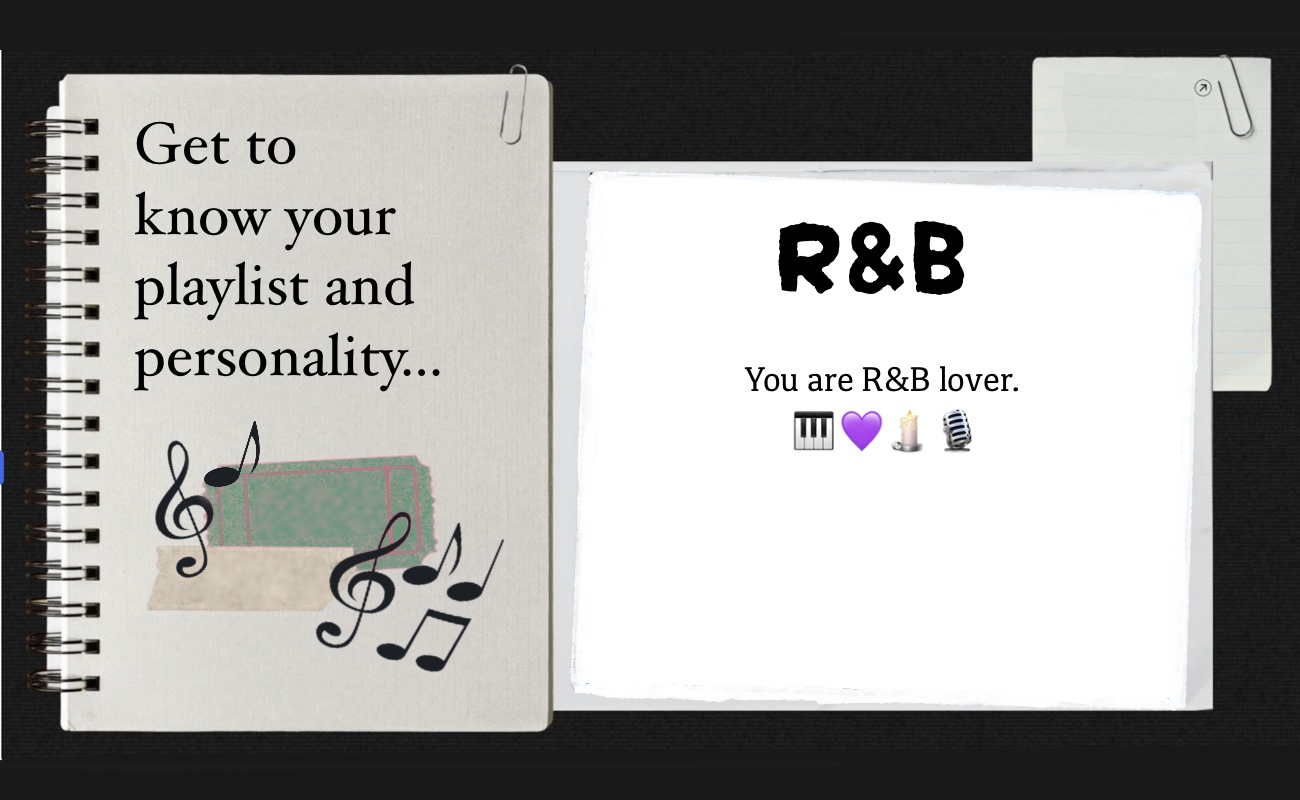 Get to
know your
playlist and
personality...
R&B
You are R&B lover.
🎹💜🕯️🎙️